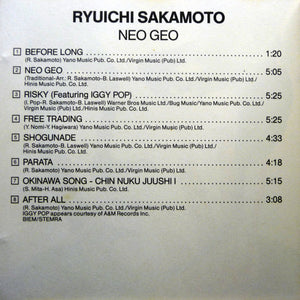 RYUICHI SAKAMOTO
NEO GEO
1 BEFORE LONG 1:20
(R. Sakamoto) Yano Music Pub. Co. Ltd./Virgin Music (Pub) Ltd.
2 NEO GEO 5:05
(Traditional-Arr.: R. Sakamoto-B. Laswell) Yano Music Pub. Co. Ltd./Virgin Music (Pub) Ltd./
Hinis Music Pub. Co. Ltd.
3 RISKY (Featuring IGGY POP) 5:25
(I. Pop-R. Sakamoto-B. Laswell) Warner Bros Music Ltd./Bug Music/Yano Music Pub. Co. Ltd./
Virgin Music (Pub) Ltd./Hinis Music Pub. Co. Ltd.
4 FREE TRADING 5:25
(Y. Nomi-Y. Hagiwara) Yano Music Pub. Co. Ltd./Virgin Music (Pub) Ltd.
5 SHOGUNADE
(R. Sakamoto-B. Laswell) Yano Music Pub. Co. Ltd./Virgin Music (Pub) Ltd./
Hinis Music Pub. Co. Ltd.
6 PARATA 4:18
(R. Sakamoto) Yano Music Pub. Co. Ltd./Virgin Music (Pub) Ltd.
7 OKINAWA SONG - CHIN NUKU JUUSHI I 5:15
(S. Mita-H. Asa) Hinis Music Pub. Co. Ltd.
8 AFTER ALL 3:08
(R. Sakamoto) Yano Music Pub. Co. Ltd./Virgin Music (Pub) Ltd.
IGGY POP appears courtesy of A&M Records Inc.
BIEM/STEMRA